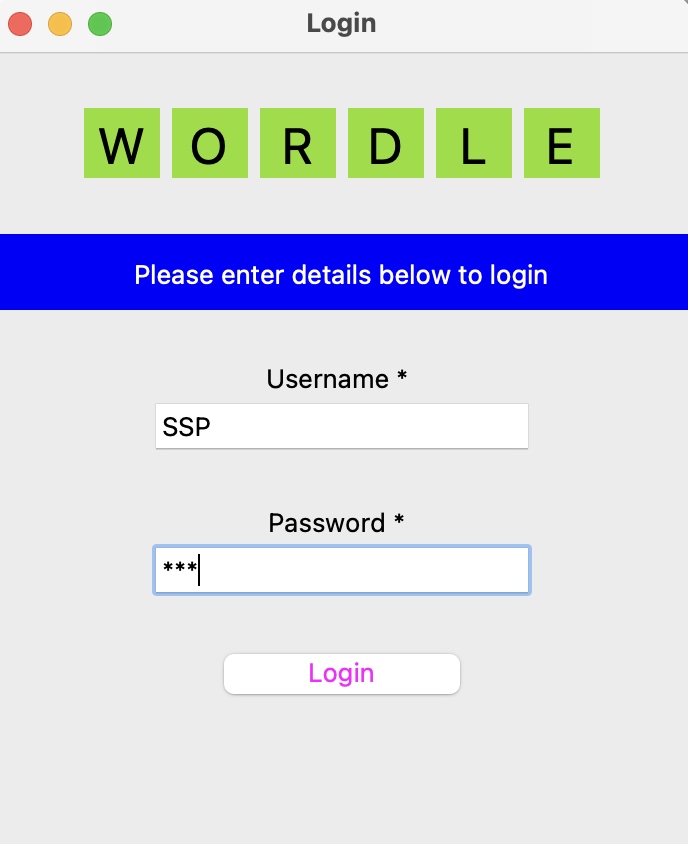 Login
W O R D L E
Please enter details below to login
Username *
SSP
Password *
***
Login